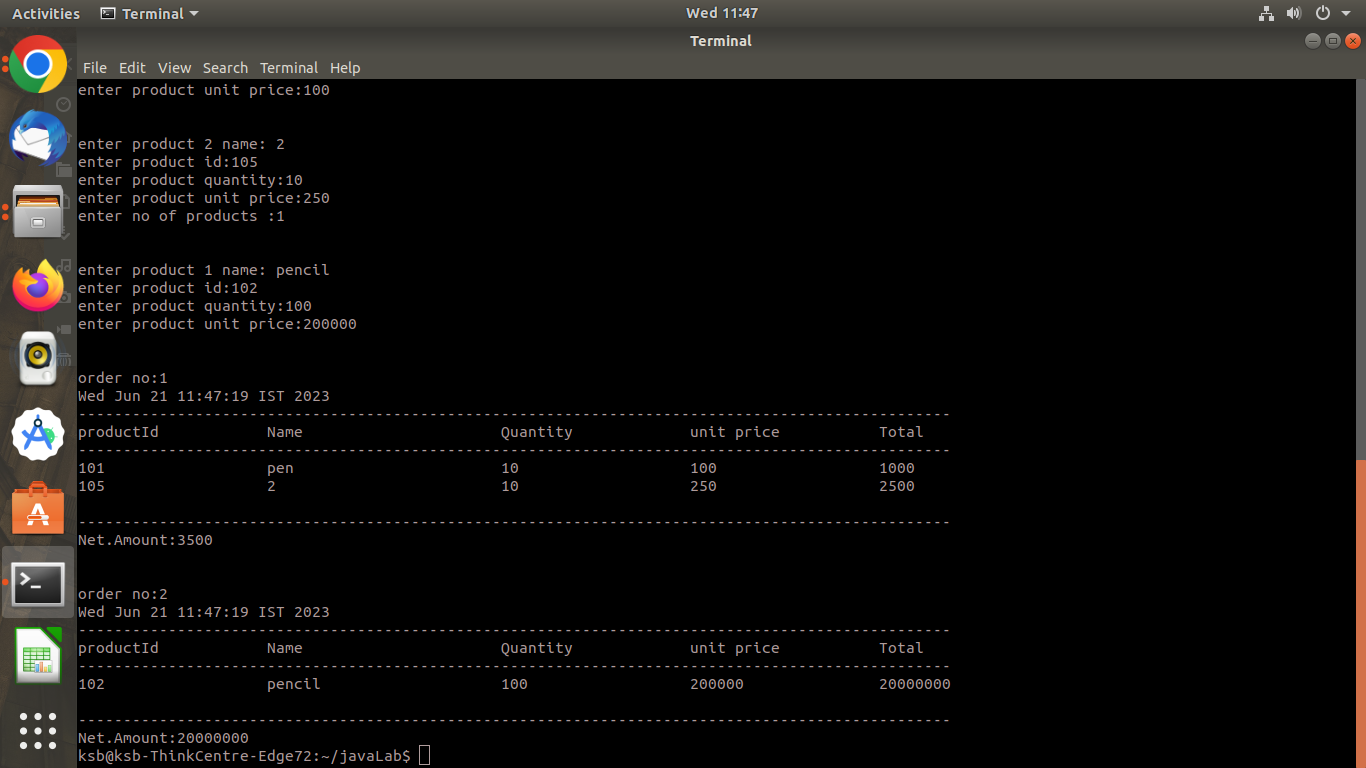 Activities Terminal Wed 11:47
Terminal
File Edit View Search Terminal Help
enter product unit price:100
enter product 2 name: 2
enter product id:105
enter product quantity:10
enter product unit price:250
enter no of products :1
enter product 1 name: pencil
enter product id:102
enter product quantity:100
enter product unit price:200000
order no:1
Wed Jun 21 11:47:19 IST 2023
-------------------------------------------------------------------------------------------------
productId Name Quantity unit price Total
-------------------------------------------------------------------------------------------------
101 pen 10 100 1000
105 2 10 250 2500
-------------------------------------------------------------------------------------------------
Net.Amount:3500
order no:2
Wed Jun 21 11:47:19 IST 2023
-------------------------------------------------------------------------------------------------
productId Name Quantity unit price Total
-------------------------------------------------------------------------------------------------
102 pencil 100 200000 20000000
-------------------------------------------------------------------------------------------------
Net.Amount:20000000
ksb@ksb-ThinkCentre-Edge72:~/javaLab$